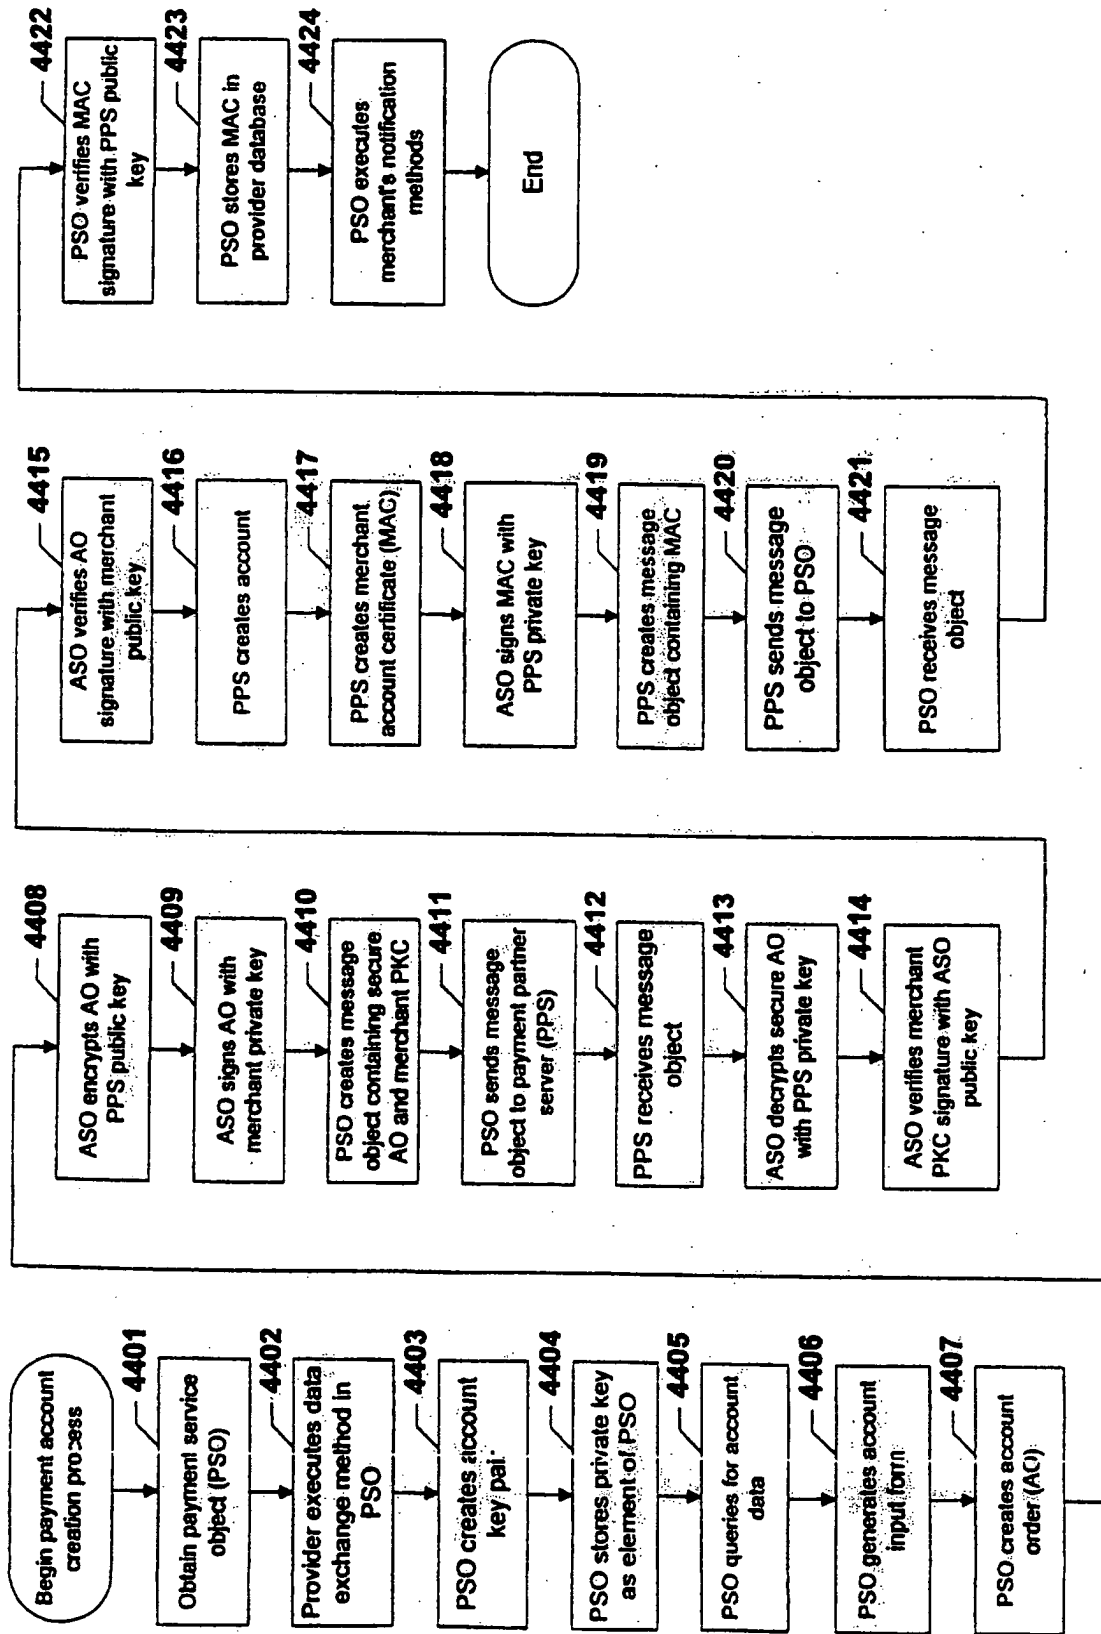 Begin payment account
creation process
4401
Obtain payment service
object (PSO)
4402
Provider executes data
exchange method in
PSO
4403
PSO creates account
key pai.
4404
PSO stores private key
as element of PSO
4405
PSO queries for account
data
4406
PSO generates account
input form
4407
PSO creates account
order (AO)
4408
ASO encrypts AO with
PPS public key
4409
ASO signs AO with
merchant private key
4410
PSO creates message
object containing secure
AO and merchant PKC
4411
PSO sends message
object to payment partner
server (PPS)
4412
PPS receives message
object
4413
ASO decrypts secure AO
with PPS private key
4414
ASO verifies merchant
PKC signature with ASO
public key
4415
ASO verifies AO
signature with merchant
public key
4416
PPS creates account
4417
PPS creates merchant
account certificate (MAC)
4418
ASO signs MAC with
PPS private key
4419
PPS creates message
object containing MAC
4420
PPS sends message
object to PSO
4421
PSO receives message
object
4422
PSO verifies MAC
signature with PPS public
key
4423
PSO stores MAC in
provider database
4424
PSO executes
merchant's notification
methods
End